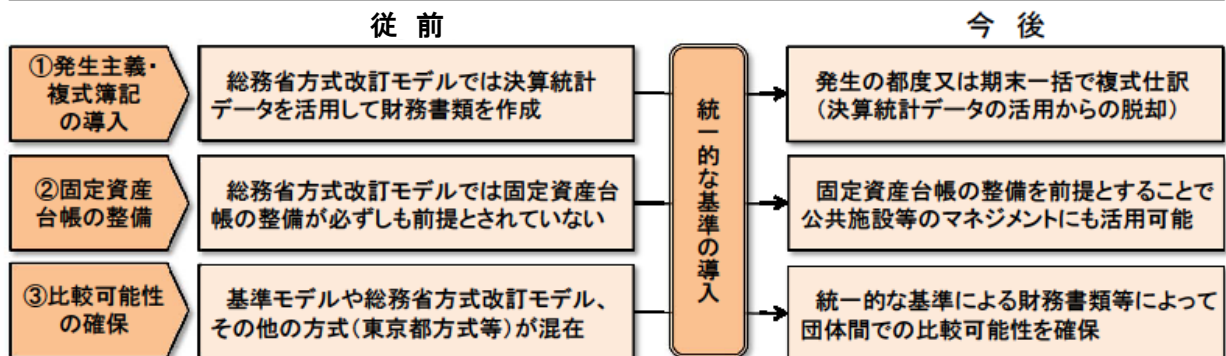 従 前
今 後
①発生主義・
複式簿記
の導入
総務省方式改訂モデルでは決算統計
データを活用して財務書類を作成
統一的な基準の導入
発生の都度又は期末一括で複式仕訳
（決算統計データの活用からの脱却）
②固定資産
台帳の整備
総務省方式改訂モデルでは固定資産台
帳の整備が必ずしも前提とされていない
固定資産台帳の整備を前提とすることで
公共施設等のマネジメントにも活用可能
③比較可能性
の確保
基準モデルや総務省方式改訂モデル、
その他の方式（東京都方式等）が混在
統一的な基準による財務書類等によって
団体間での比較可能性を確保